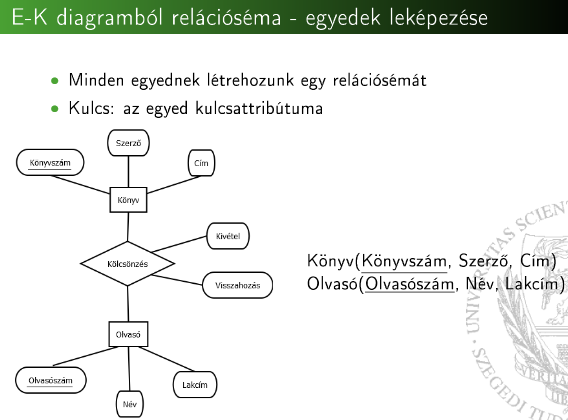 E-K diagramból relációséma - egyedek leképezése
Minden egyednek létrehozunk egy relációsémát
Kulcs: az egyed kulcsattribútuma
Szerző
Könyvszám
Cím
Könyv
Kivétel
Kölcsönzés
Visszahozás
Olvasó
Olvasószám
Név
Lakcím
Könyv(Könyvszám, Szerző, Cím)
Olvasó(Olvasószám, Név, Lakcím)